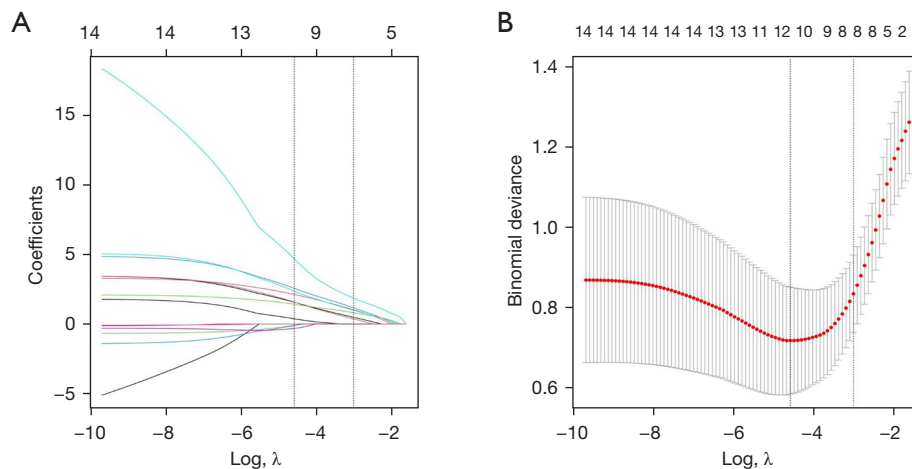 A
14 14 13 9 5
Coefficients
15
10
5
0
−5
−10 −8 −6 −4 −2
Log, λ
B
14 14 14 14 14 14 13 13 11 12 10 9 8 8 8 5 2
Binomial deviance
1.4
1.2
1.0
0.8
0.6
−10 −8 −6 −4 −2
Log, λ